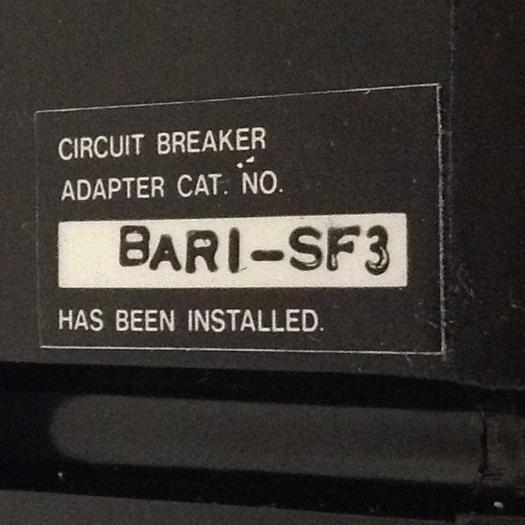 CIRCUIT BREAKER
ADAPTER CAT. NO.
BARI-SF3
HAS BEEN INSTALLED.